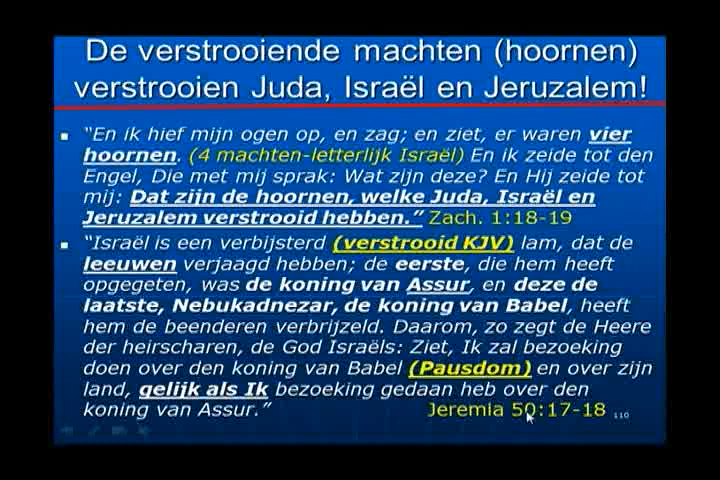 De verstrooiende machten (hoornen)
verstrooien Juda, Israël en Jeruzalem!
"En ik hief mijn ogen op, en zag; en ziet, er waren vier
hoornen. (4 machten-letterlijk Israël) En ik zeide tot den
Engel, Die met mij sprak: Wat zijn deze? En Hij zeide tot
mij: Dat zijn de hoornen, welke Juda, Israël en
Jeruzalem verstrooid hebben." Zach. 1:18-19
"Israël is een verbijsterd (verstrooid KJV) lam, dat de
leeuwen verjaagd hebben; de eerste, die hem heeft
opgegeten, was de koning van Assur, en deze de
laatste, Nebukadnezar, de koning van Babel, heeft
hem de beenderen verbrijzeld. Daarom, zo zegt de Heere
der heirscharen, de God Israëls: Ziet, Ik zal bezoeking
doen over den koning van Babel (Pausdom) en over zijn
land, gelijk als Ik bezoeking gedaan heb over den
koning van Assur." Jeremia 50:17-18
110